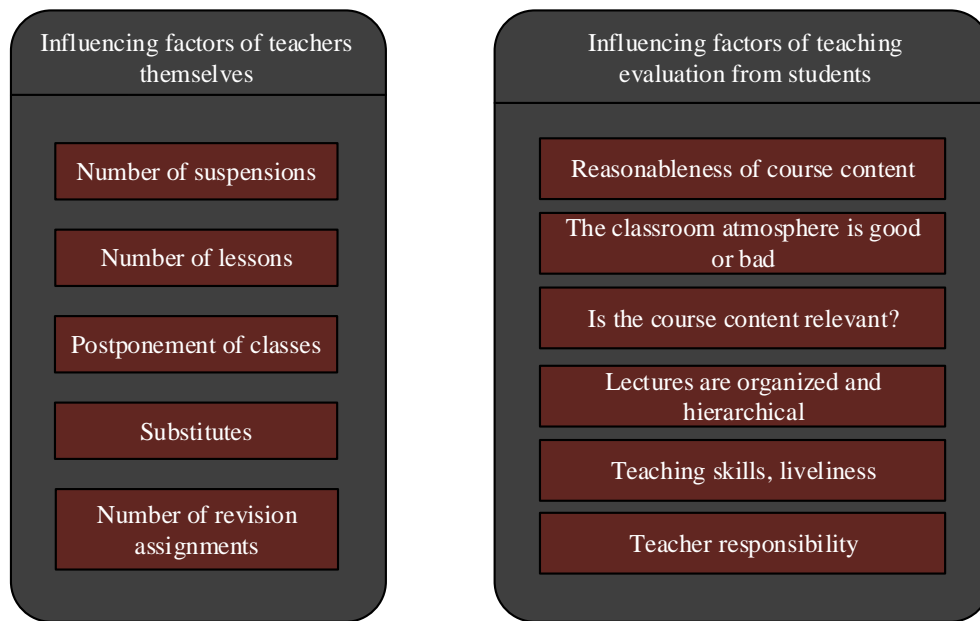 Influencing factors of teachers
themselves
Number of suspensions
Number of lessons
Postponement of classes
Substitutes
Number of revision
assignments
Influencing factors of teaching
evaluation from students
Reasonableness of course content
The classroom atmosphere is good
or bad
Is the course content relevant?
Lectures are organized and
hierarchical
Teaching skills, liveliness
Teacher responsibility